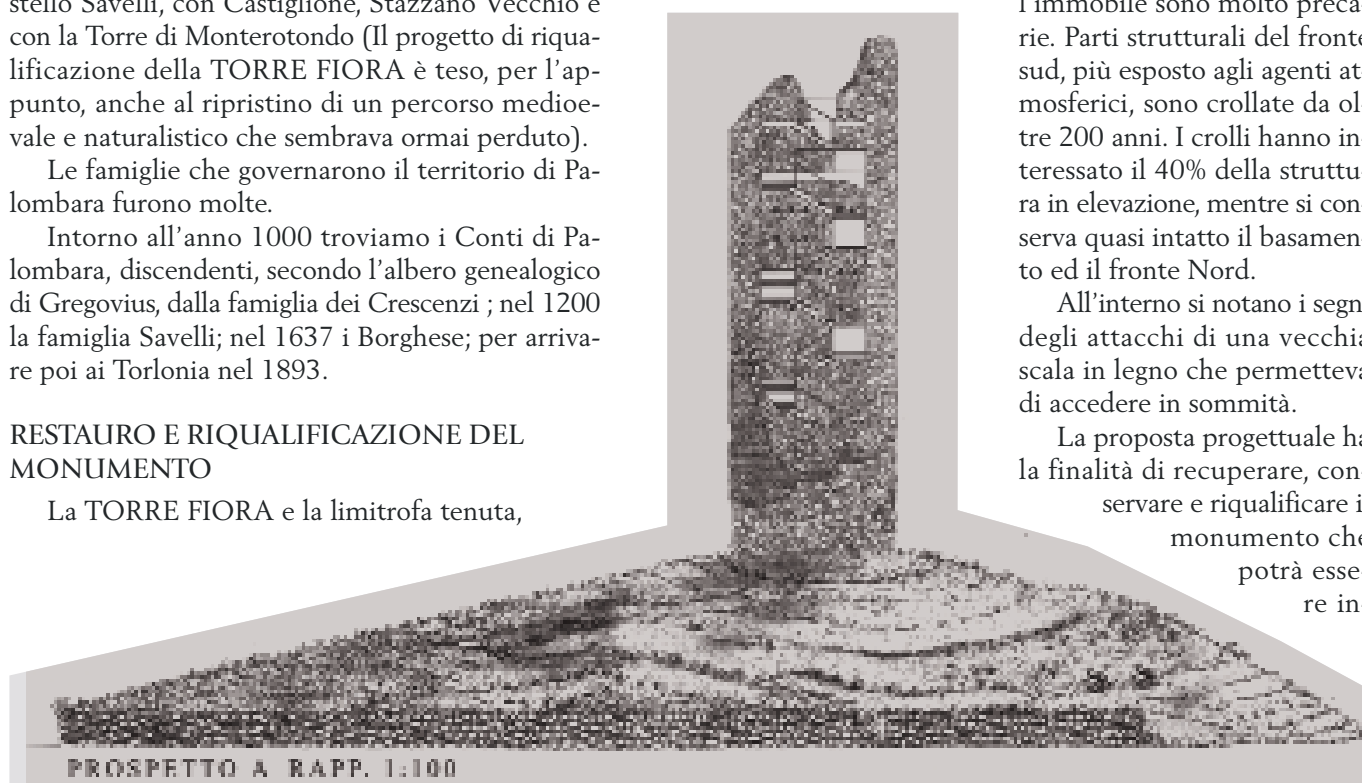 stello Savelli, con Castiglione, Stazzano Vecchio e
con la Torre di Monterotondo (Il progetto di riqua-
lificazione della TORRE FIORA è teso, per l'ap-
punto, anche al ripristino di un percorso medioe-
vale e naturalistico che sembrava ormai perduto).
Le famiglie che governarono il territorio di Pa-
lombara furono molte.
Intorno all'anno 1000 troviamo i Conti di Pa-
lombara, discendenti, secondo l'albero genealogico
di Gregovius, dalla famiglia dei Crescenzi ; nel 1200
la famiglia Savelli; nel 1637 i Borghese; per arriva-
re poi ai Torlonia nel 1893.
RESTAURO E RIQUALIFICAZIONE DEL
MONUMENTO
La TORRE FIORA e la limitrofa tenuta,
l'immobile sono molto preca-
rie. Parti strutturali del fronte
sud, più esposto agli agenti at-
mosferici, sono crollate da ol-
tre 200 anni. I crolli hanno in-
teressato il 40% della struttu-
ra in elevazione, mentre si con-
serva quasi intatto il basamen-
to ed il fronte Nord.
All'interno si notano i segni
degli attacchi di una vecchia
scala in legno che permetteva
di accedere in sommità.
La proposta progettuale ha
la finalità di recuperare, con-
servare e riqualificare i
monumento che
potrà esse-
re in-
PROSPETTO A RAPP. 1:100